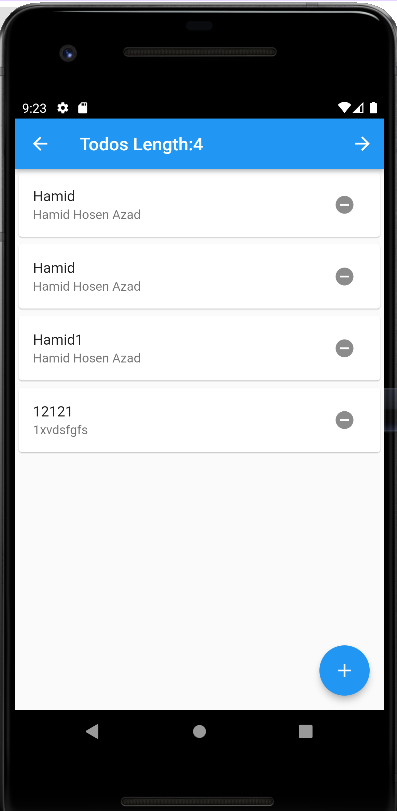 9:23
Todos Length:4
Hamid
Hamid Hosen Azad
Hamid
Hamid Hosen Azad
Hamid1
Hamid Hosen Azad
12121
1xvdsfgfs